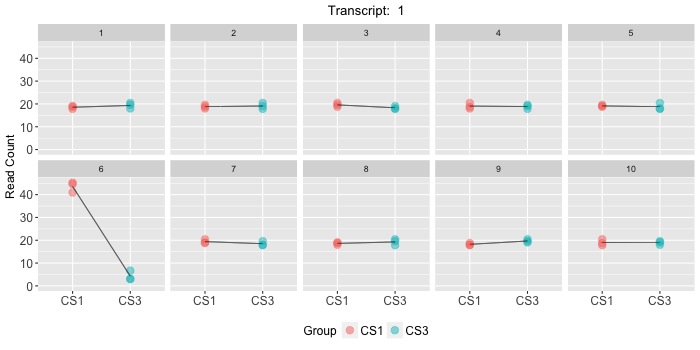 Transcript: 1
1 2 3 4 5
40
30
20
10
0
Read Count
6 7 8 9 10
40
30
20
10
0
CS1 CS3 CS1 CS3 CS1 CS3 CS1 CS3 CS1 CS3
Group CS1 CS3